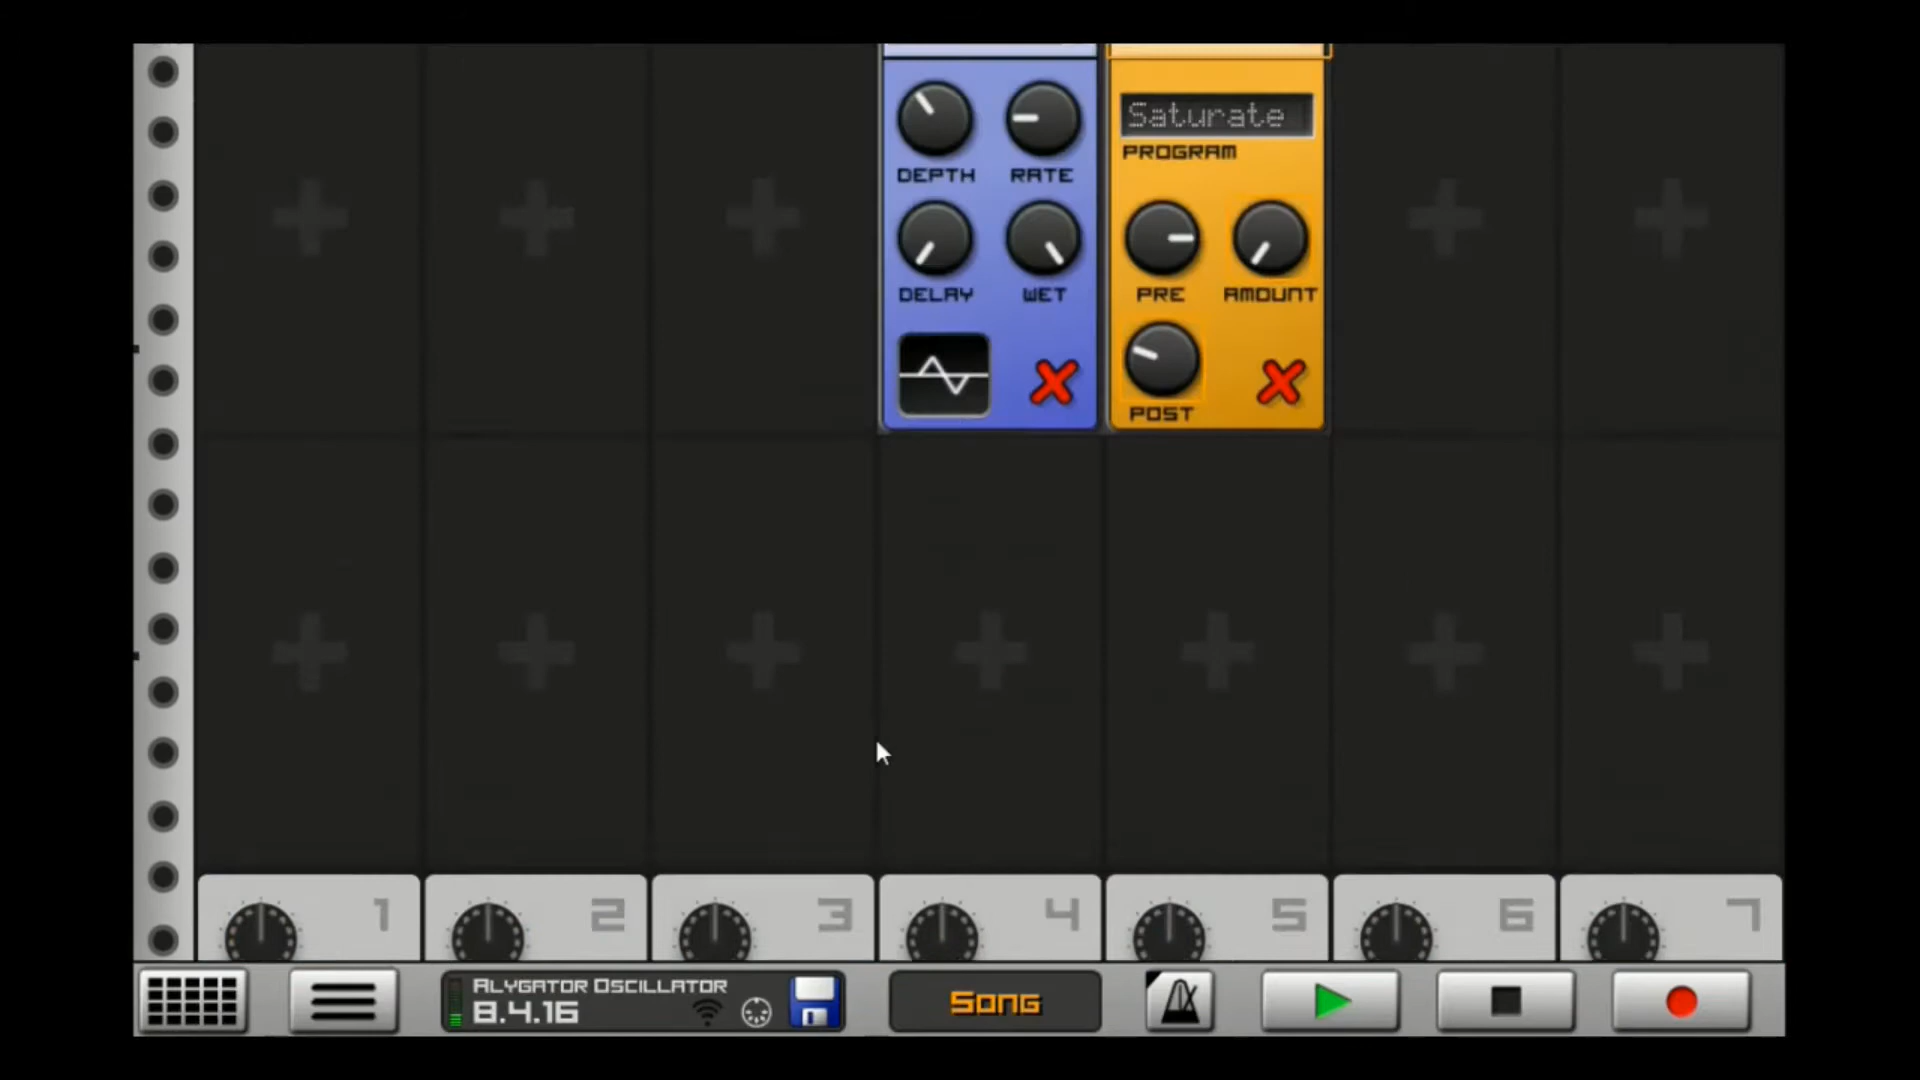 DEPTH RATE
DELAY WET
Saturate
PROGRAM
PRE AMOUNT
POST
1 2 3 4 5 6 7
Alygator Oscillator
8.4.16
Song